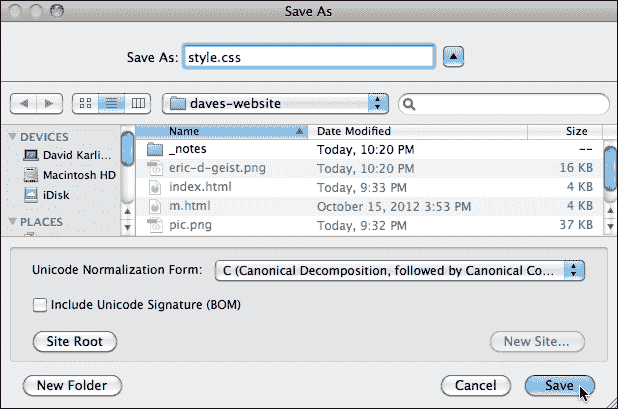 Save As
Save As: style.css
daves-website
DEVICES
David Karli...
Macintosh HD
iDisk
PLACES
Name Date Modified Size
_notes Today, 10:20 PM --
eric-d-geist.png Today, 10:20 PM 16 KB
index.html Today, 9:33 PM 4 KB
m.html October 15, 2012 3:53 PM 4 KB
pic.png Today, 9:32 PM 37 KB
Unicode Normalization Form: C (Canonical Decomposition, followed by Canonical Co...
Include Unicode Signature (BOM)
Site Root New Site...
New Folder Cancel Save